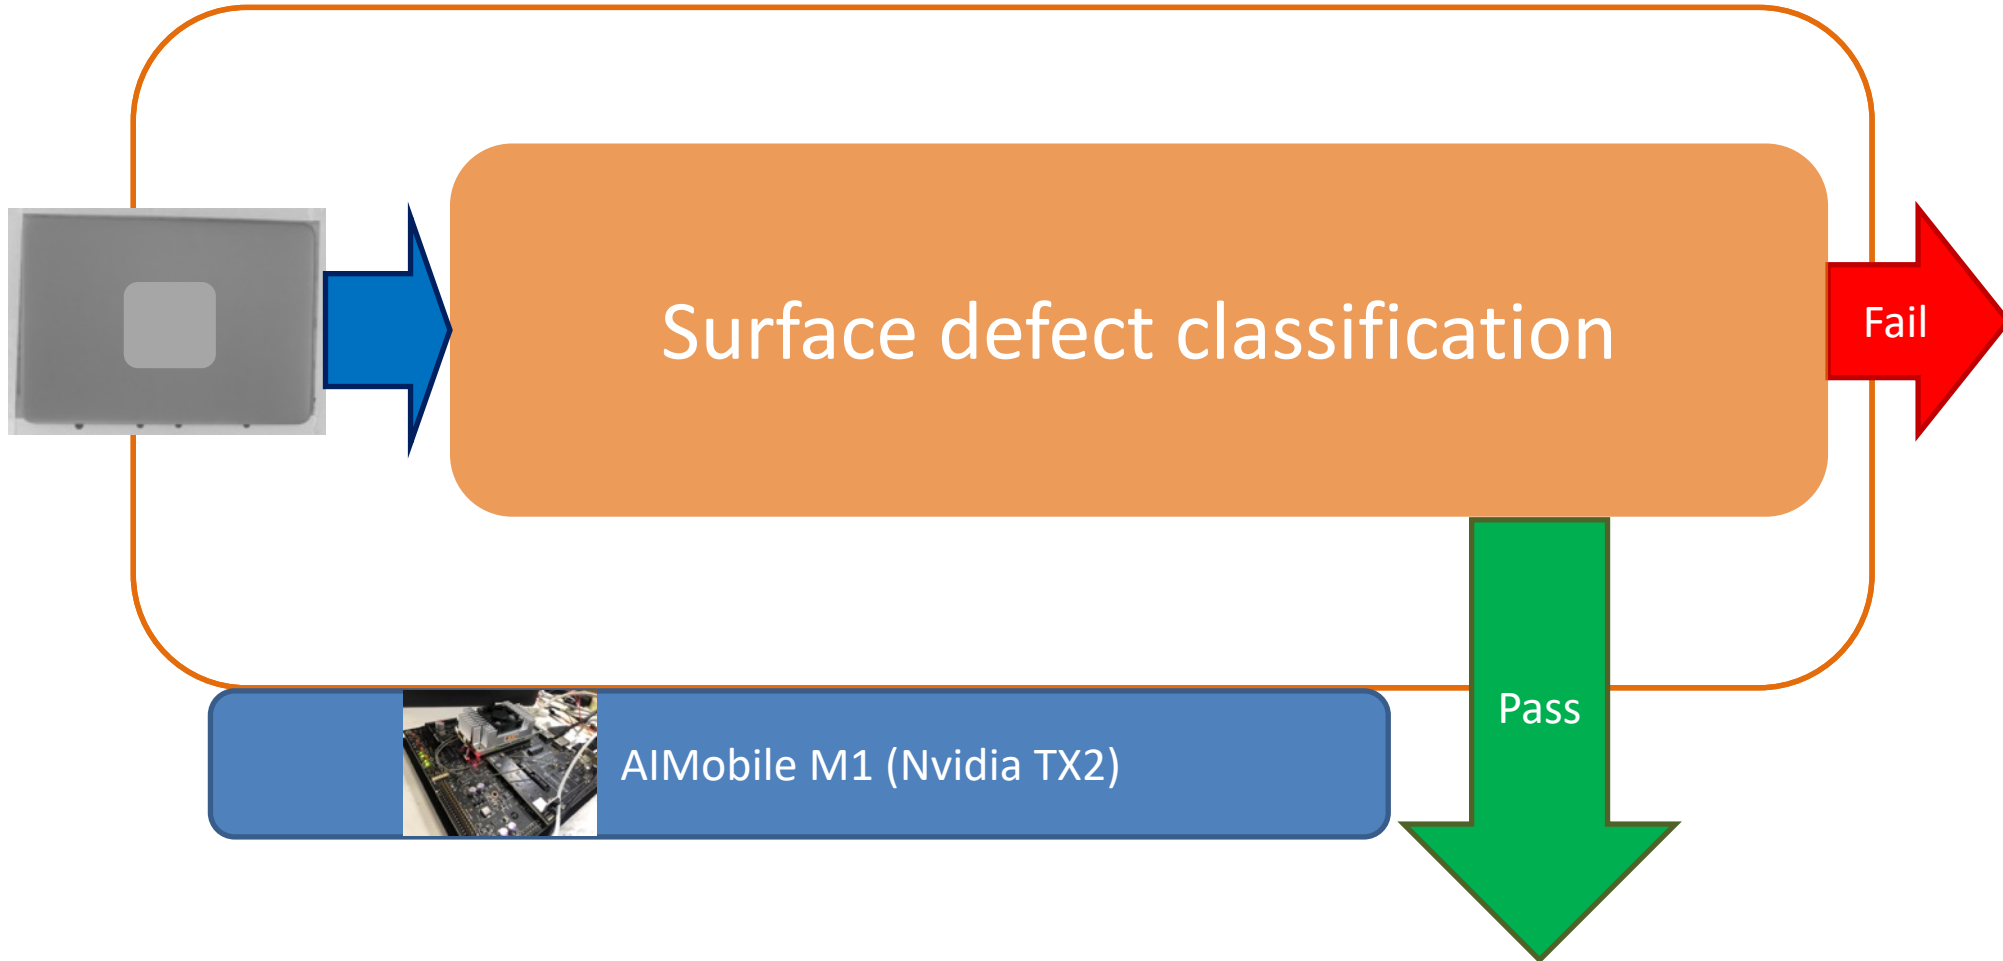 Surface defect classification
Fail
Pass
AIMobile M1 (Nvidia TX2)